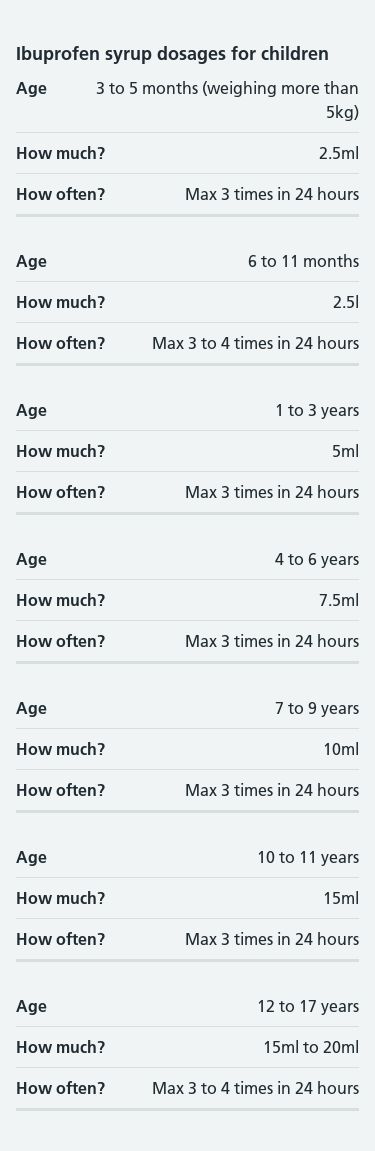 Ibuprofen syrup dosages for children
Age 3 to 5 months (weighing more than
5kg)
How much? 2.5ml
How often? Max 3 times in 24 hours
Age 6 to 11 months
How much? 2.5l
How often? Max 3 to 4 times in 24 hours
Age 1 to 3 years
How much? 5ml
How often? Max 3 times in 24 hours
Age 4 to 6 years
How much? 7.5ml
How often? Max 3 times in 24 hours
Age 7 to 9 years
How much? 10ml
How often? Max 3 times in 24 hours
Age 10 to 11 years
How much? 15ml
How often? Max 3 times in 24 hours
Age 12 to 17 years
How much? 15ml to 20ml
How often? Max 3 to 4 times in 24 hours